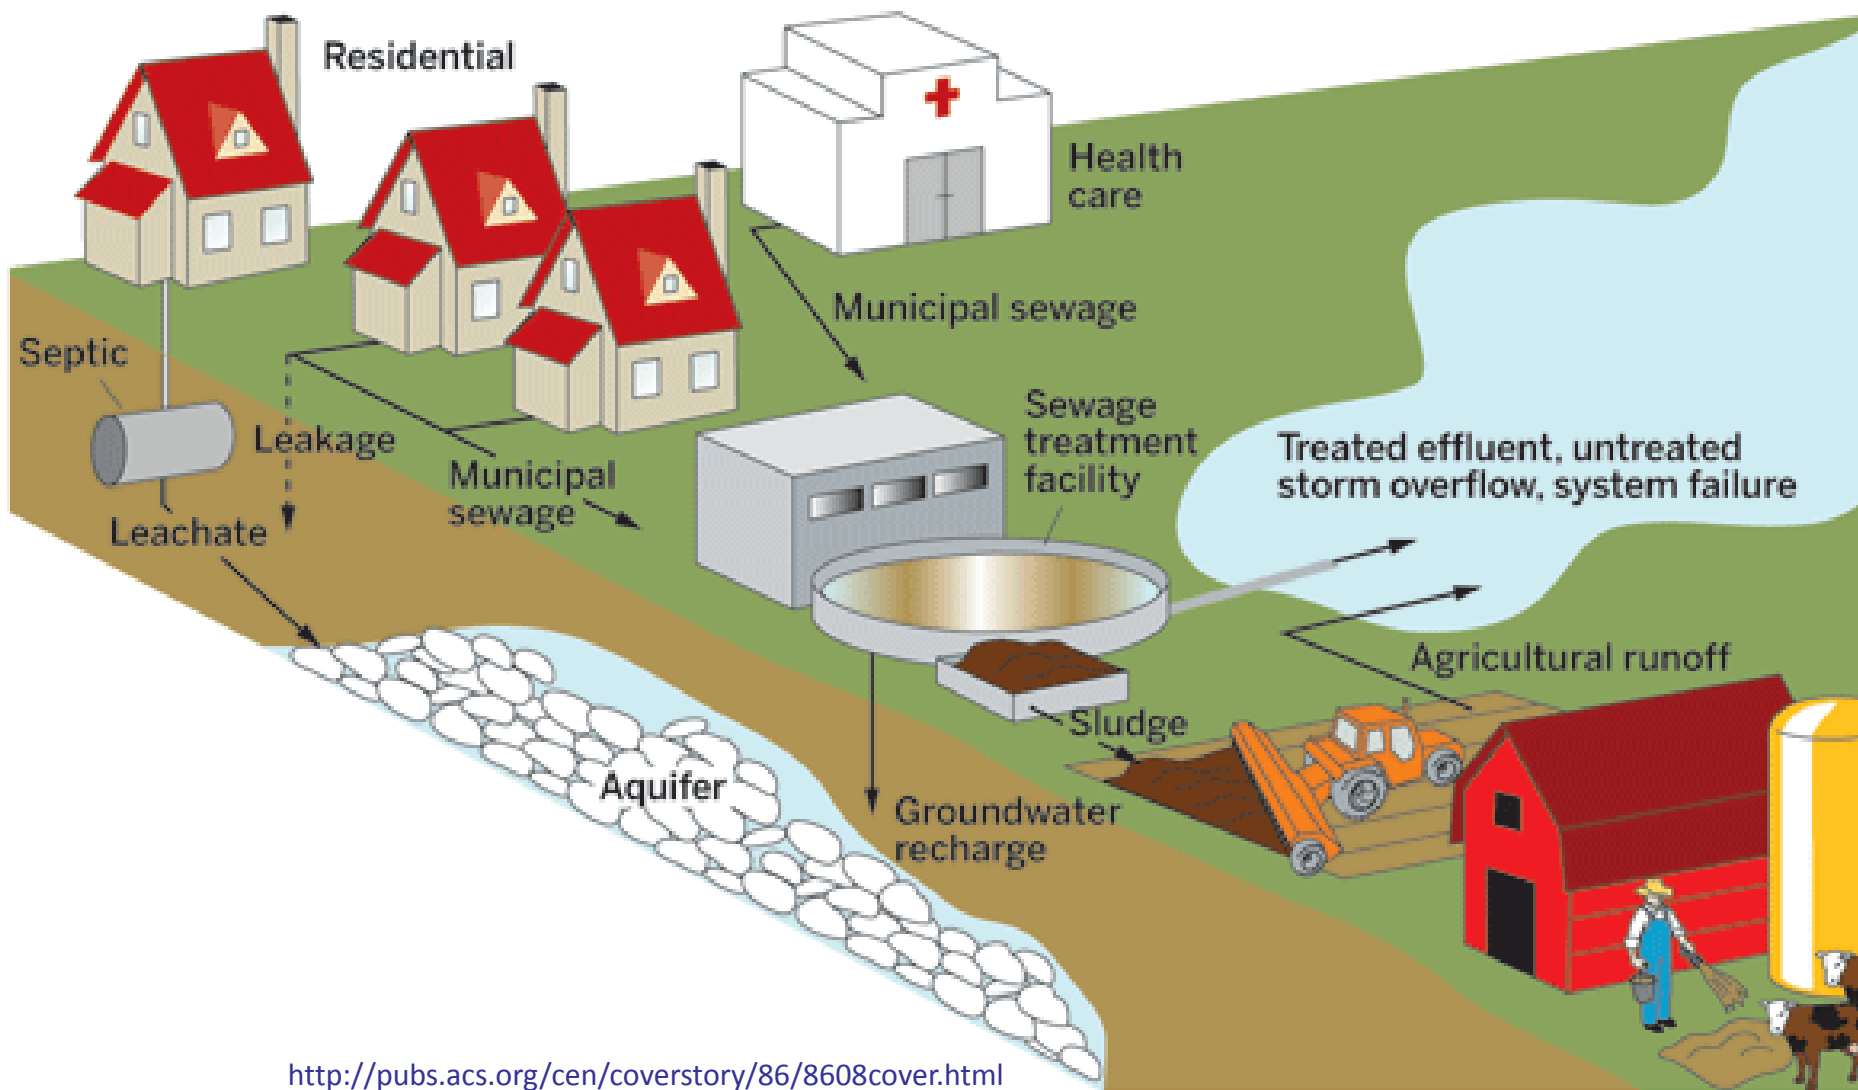 Residential
Health
care
Municipal sewage
Septic
Leakage
Sewage
treatment
facility
Treated effluent, untreated
storm overflow, system failure
Municipal
sewage
Leachate
Agricultural runoff
Sludge
Aquifer
Groundwater
recharge
http://pubs.acs.org/cen/coverstory/86/8608cover.html